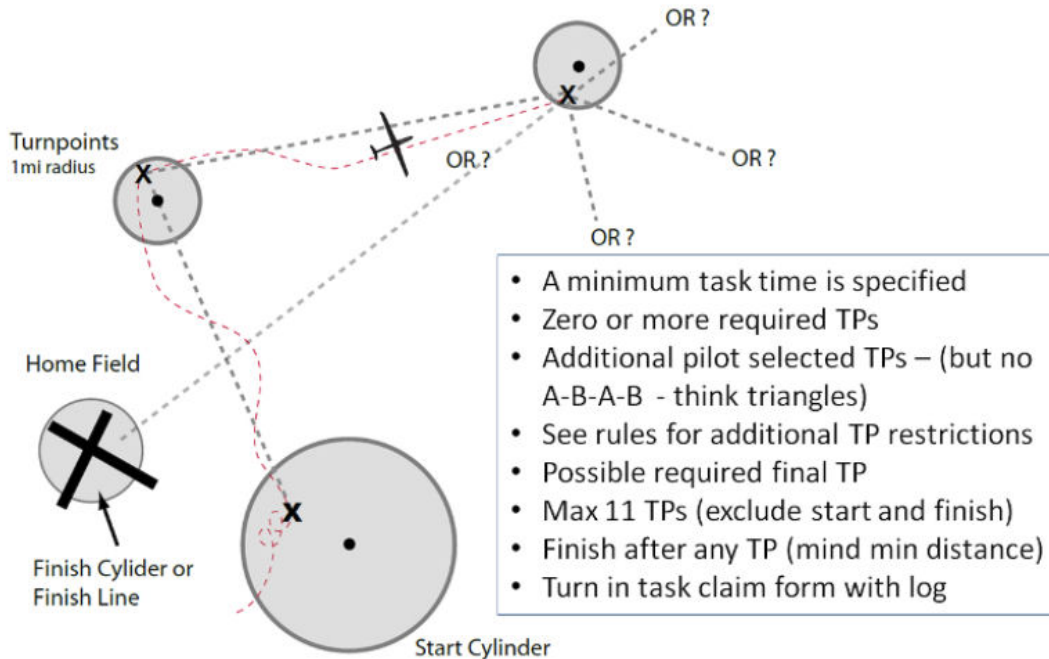 OR ?
Turnpoints
1mi radius
OR ?
OR ?
OR ?
Home Field
Finish Cylider or
Finish Line
Start Cylinder
• A minimum task time is specified
• Zero or more required TPs
• Additional pilot selected TPs – (but no
A-B-A-B - think triangles)
• See rules for additional TP restrictions
• Possible required final TP
• Max 11 TPs (exclude start and finish)
• Finish after any TP (mind min distance)
• Turn in task claim form with log